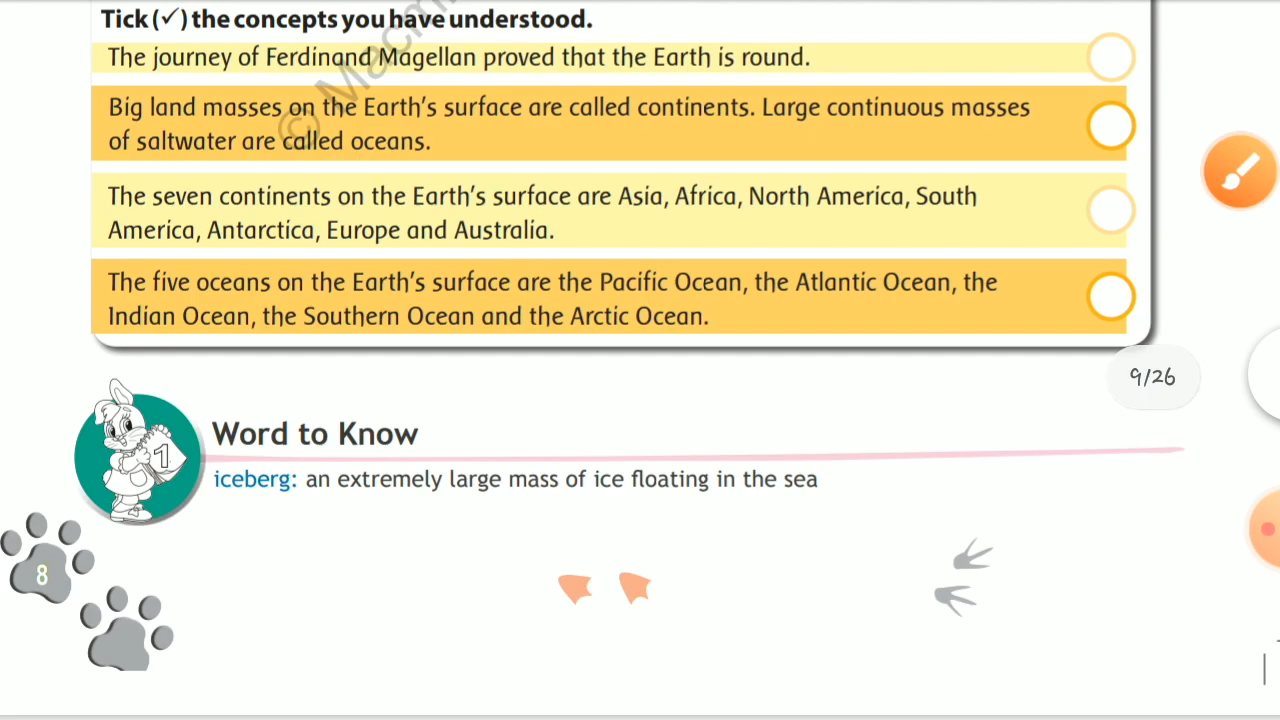 Tick (✓) the concepts you have understood.
The journey of Ferdinand Magellan proved that the Earth is round.
Big land masses on the Earth's surface are called continents. Large continuous masses
of saltwater are called oceans.
The seven continents on the Earth's surface are Asia, Africa, North America, South
America, Antarctica, Europe and Australia.
The five oceans on the Earth's surface are the Pacific Ocean, the Atlantic Ocean, the
Indian Ocean, the Southern Ocean and the Arctic Ocean.
9/26
Word to Know
1
iceberg: an extremely large mass of ice floating in the sea
8